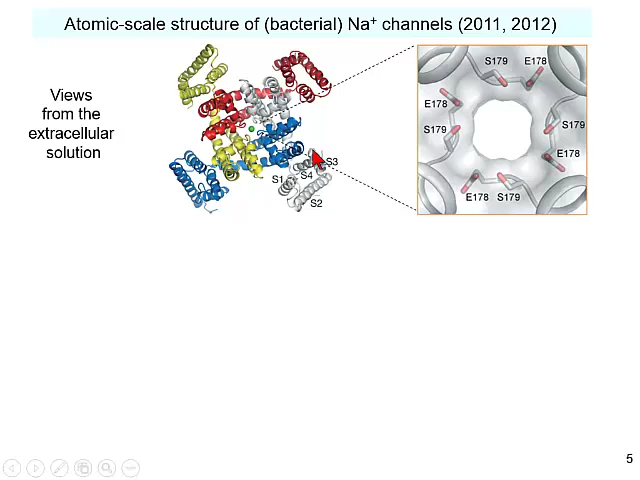 Atomic-scale structure of (bacterial) Na⁺ channels (2011, 2012)
Views
from the
extracellular
solution
S1
S4
S3
S2
S179
E178
E178
S179
S179
E178
E178
S179
5